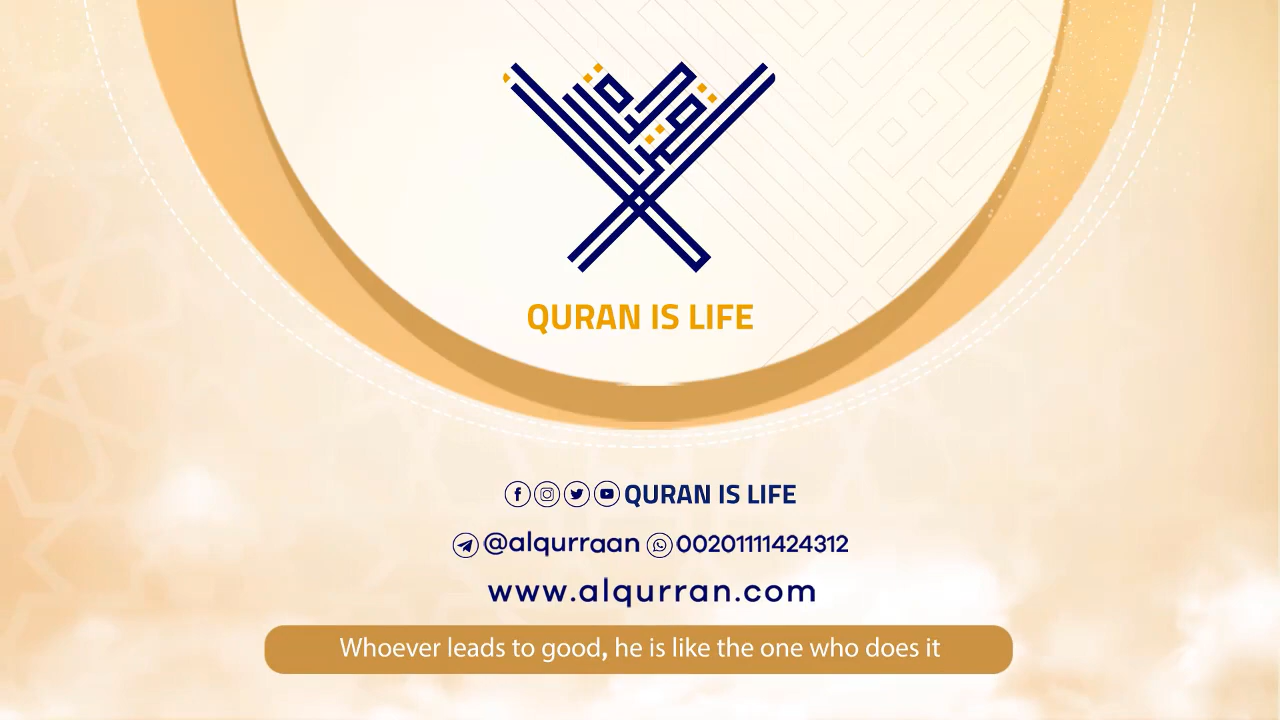 QURAN IS LIFE
QURAN IS LIFE
@alqurraan 00201111424312
www.alqurran.com
Whoever leads to good, he is like the one who does it